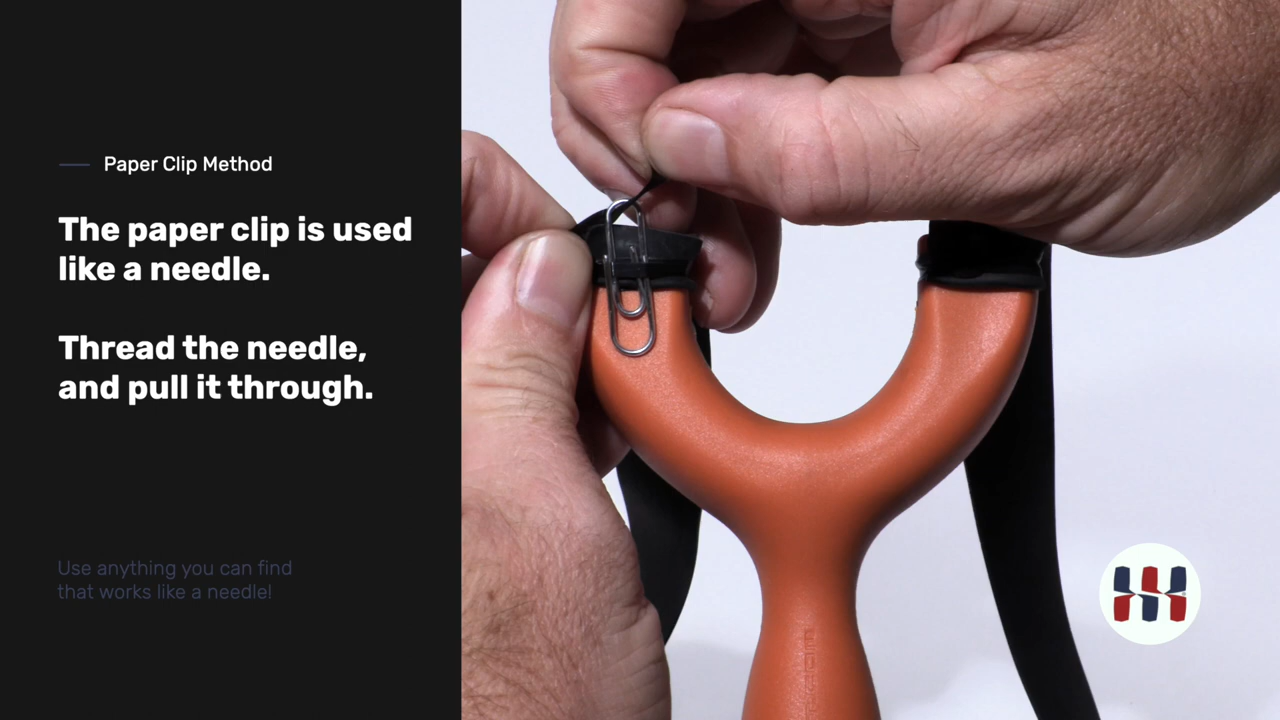 Paper Clip Method
The paper clip is used
like a needle.
Thread the needle,
and pull it through.
Use anything you can find
that works like a needle!